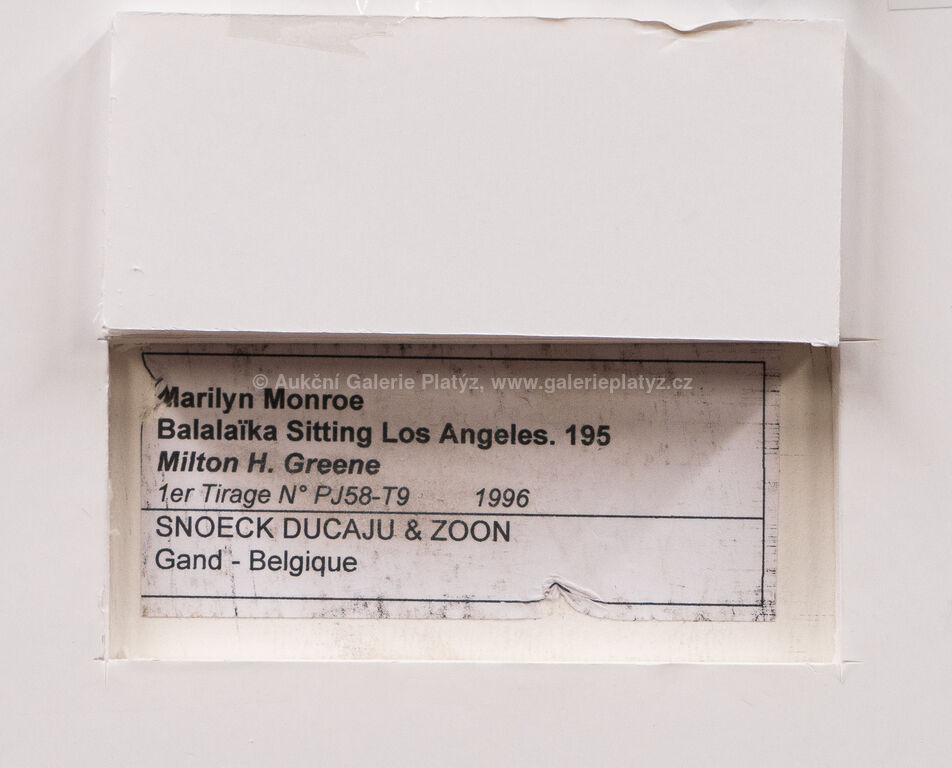 © Aukční Galerie Platýz, www.galerieplatyz.cz
Marilyn Monroe
Balalaïka Sitting Los Angeles. 195
Milton H. Greene
1er Tirage N° PJ58-T9 1996
SNOECK DUCAJU & ZOON
Gand - Belgique